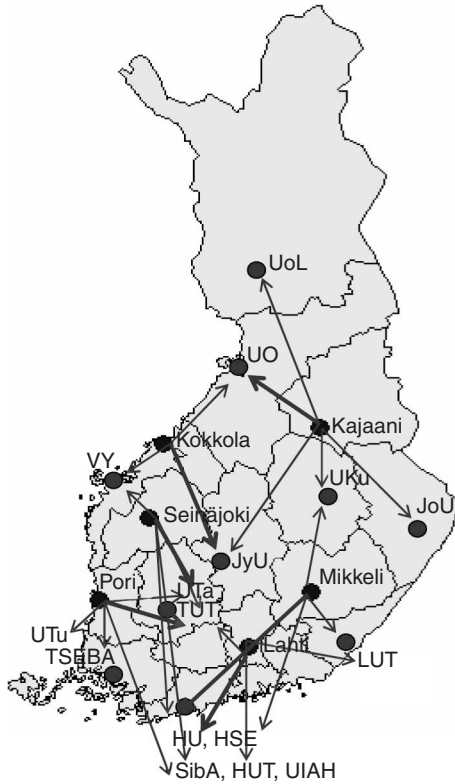 UoL
UO
Kajaani
Kokkola
VY
UKu
Seinäjoki
JoU
JyU
Pori
UTa
Mikkeli
TUT
UTu
Lahti
TSEBA
LUT
HU, HSE
SibA, HUT, UIAH